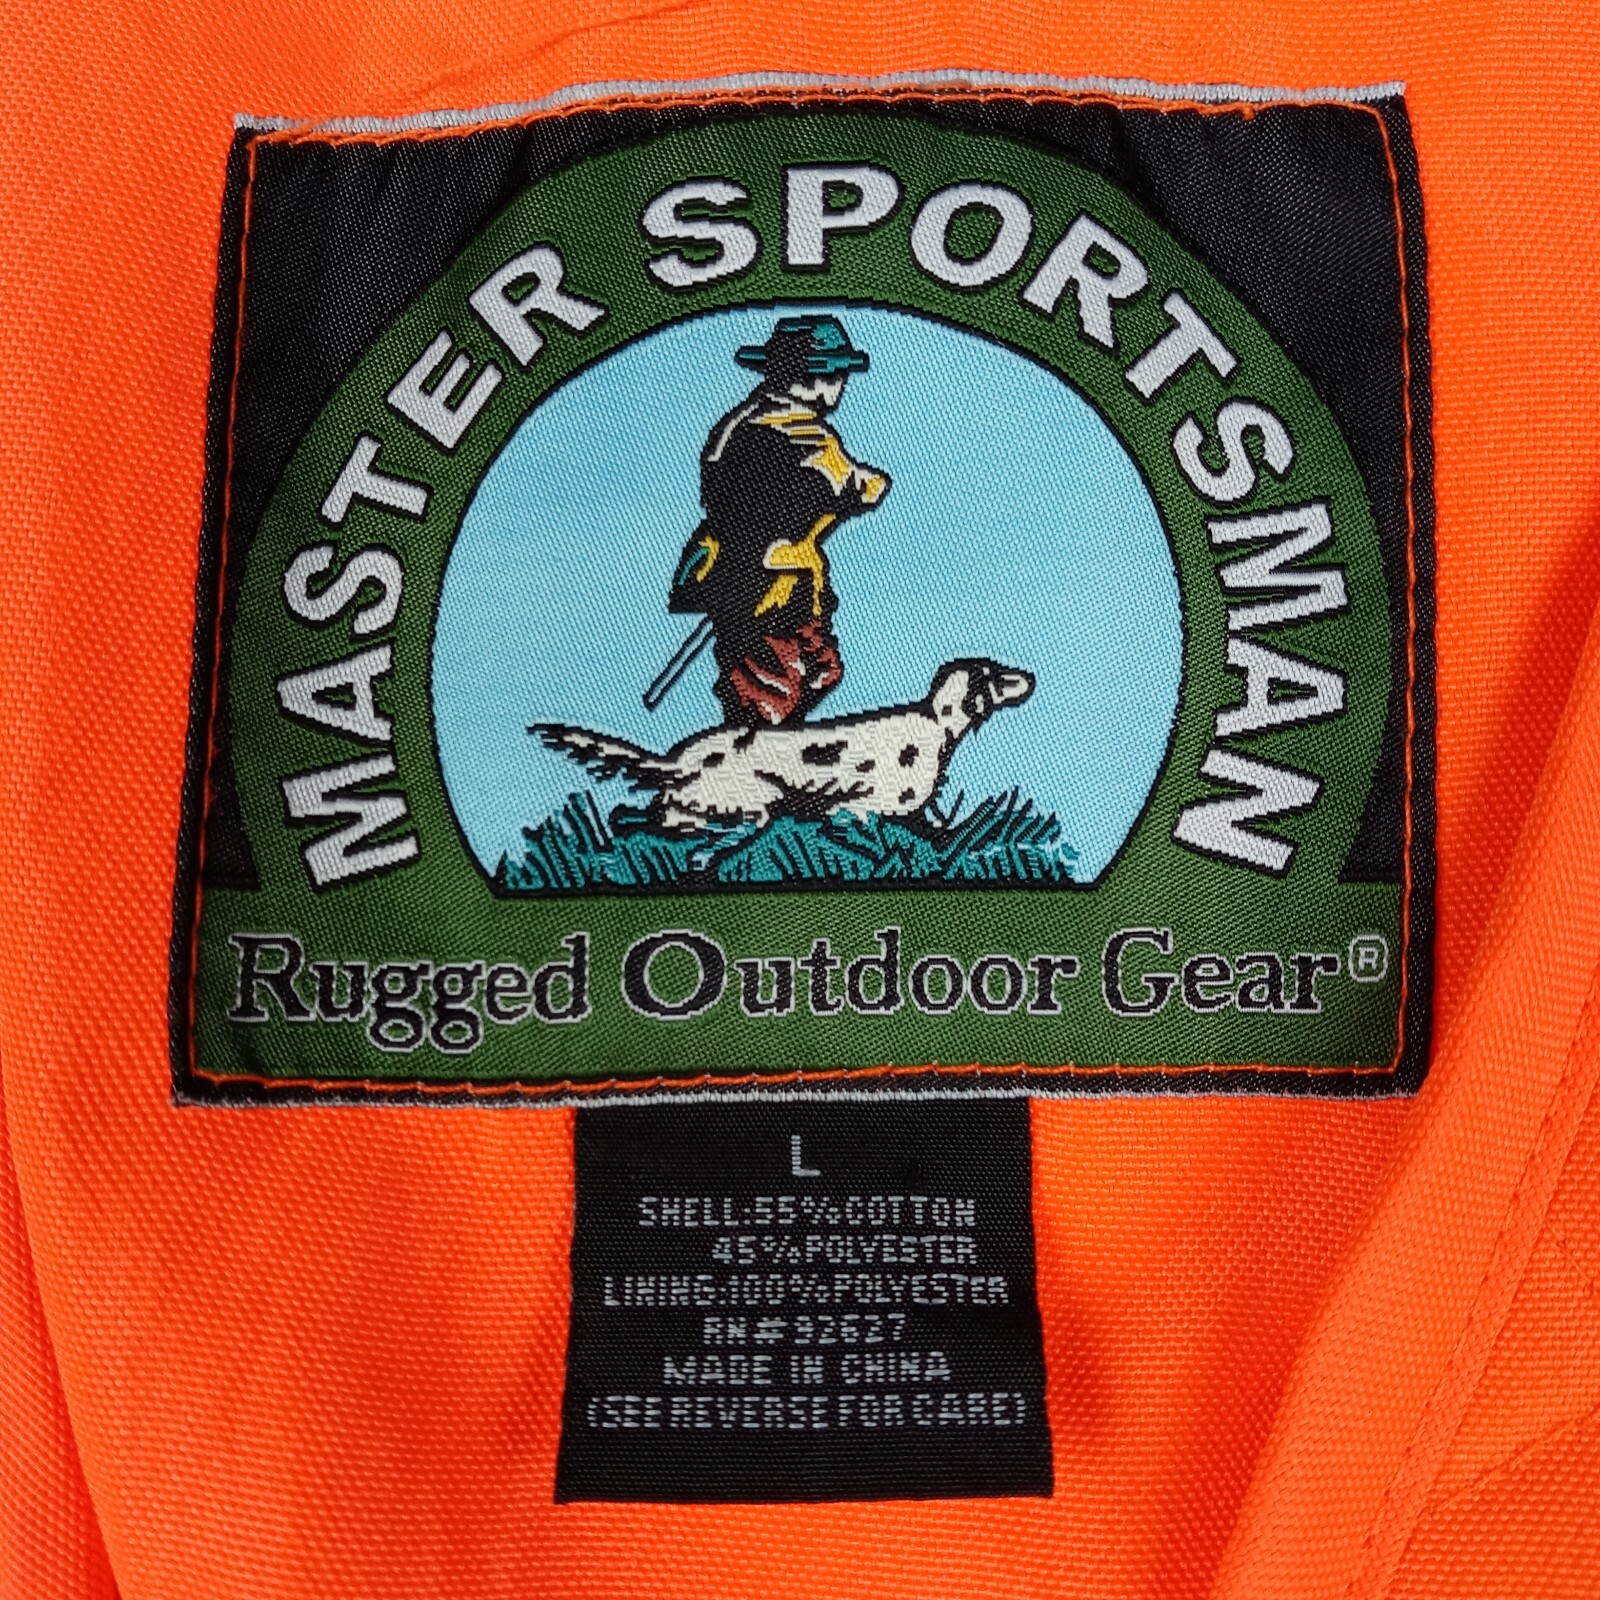 MASTER SPORTSMAN
Rugged Outdoor Gear®
L
SHELL:55%COTTON
45%POLYESTER
LINING:100%POLYESTER
RN#92627
MADE IN CHINA
(SEE REVERSE FOR CARE)